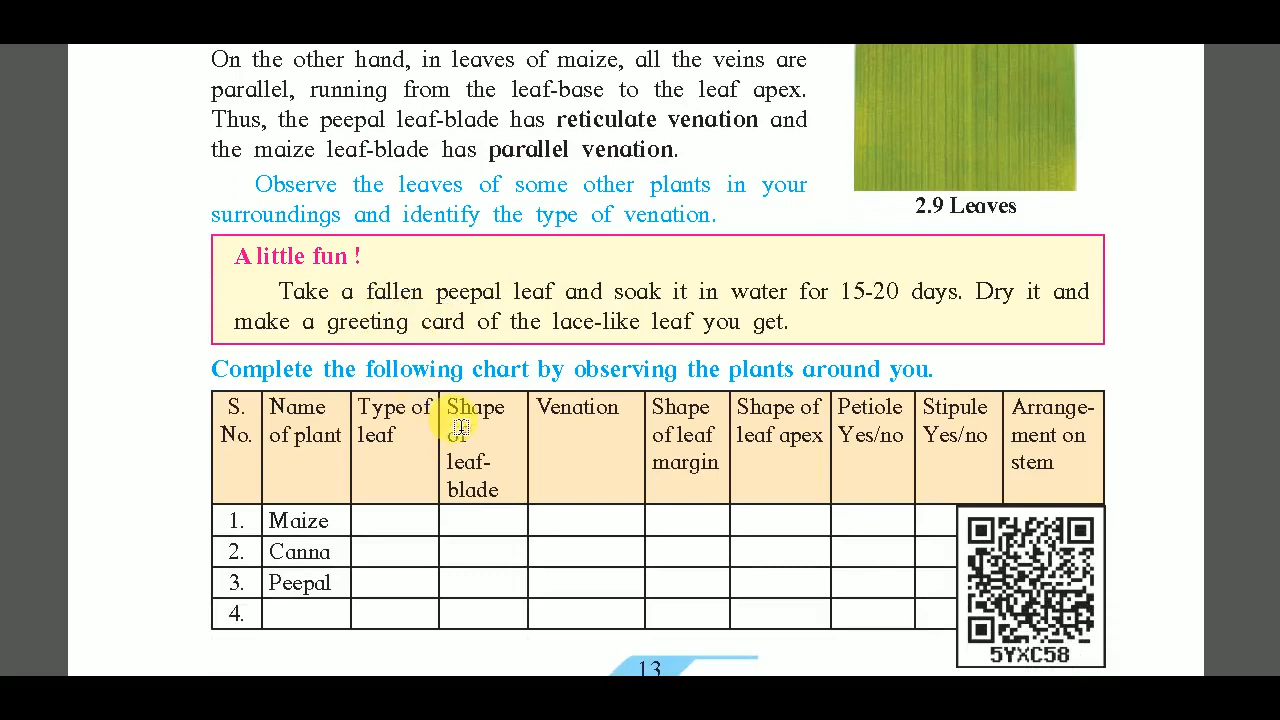 On the other hand, in leaves of maize, all the veins are
parallel, running from the leaf-base to the leaf apex.
Thus, the peepal leaf-blade has reticulate venation and
the maize leaf-blade has parallel venation.
Observe the leaves of some other plants in your
surroundings and identify the type of venation.
2.9 Leaves
A little fun !
Take a fallen peepal leaf and soak it in water for 15-20 days. Dry it and
make a greeting card of the lace-like leaf you get.
Complete the following chart by observing the plants around you.
S. No.
Name of plant
Type of leaf
Shape of leaf-blade
Venation
Shape of leaf margin
Shape of leaf apex
Petiole Yes/no
Stipule Yes/no
Arrange-ment on stem
1. Maize
2. Canna
3. Peepal
4.
5YXC58
13